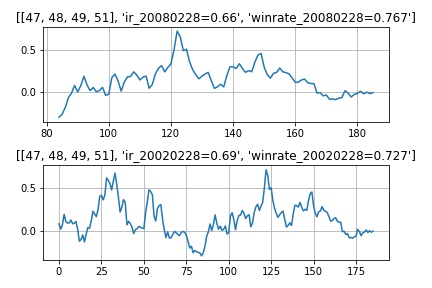 [[47, 48, 49, 51], 'ir_20080228=0.66', 'winrate_20080228=0.767']
0.5
0.0
80 100 120 140 160 180
[[47, 48, 49, 51], 'ir_20020228=0.69', 'winrate_20020228=0.727']
0.5
0.0
0 25 50 75 100 125 150 175